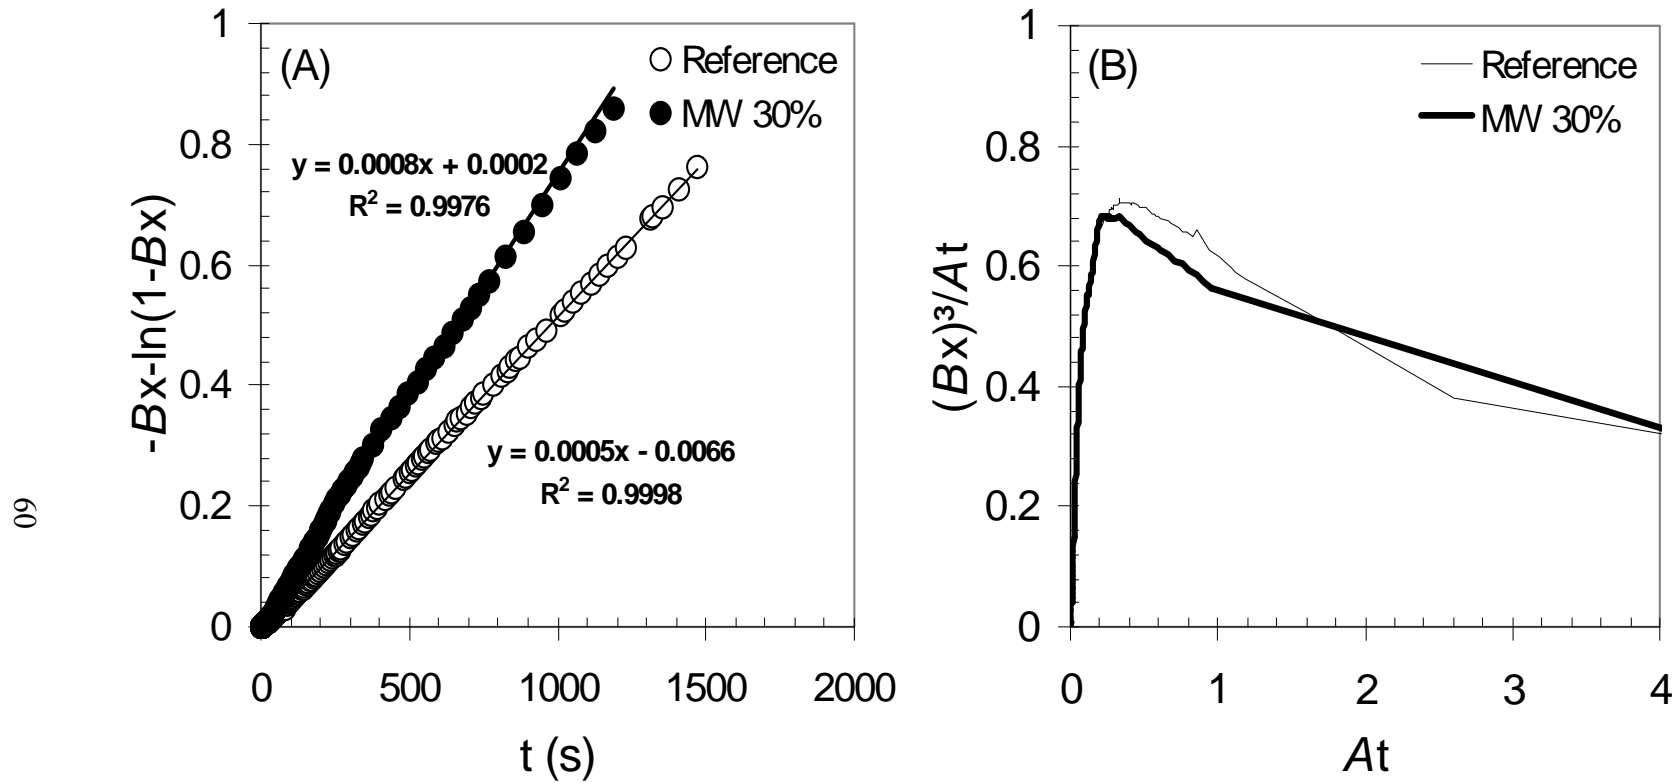 60
(A)
Reference
MW 30%
y = 0.0008x + 0.0002
R² = 0.9976
y = 0.0005x - 0.0066
R² = 0.9998
-Bx-ln(1-Bx)
1
0.8
0.6
0.4
0.2
0
0 500 1000 1500 2000
t (s)
(B)
Reference
MW 30%
(Bx)³/At
1
0.8
0.6
0.4
0.2
0
0 1 2 3 4
At